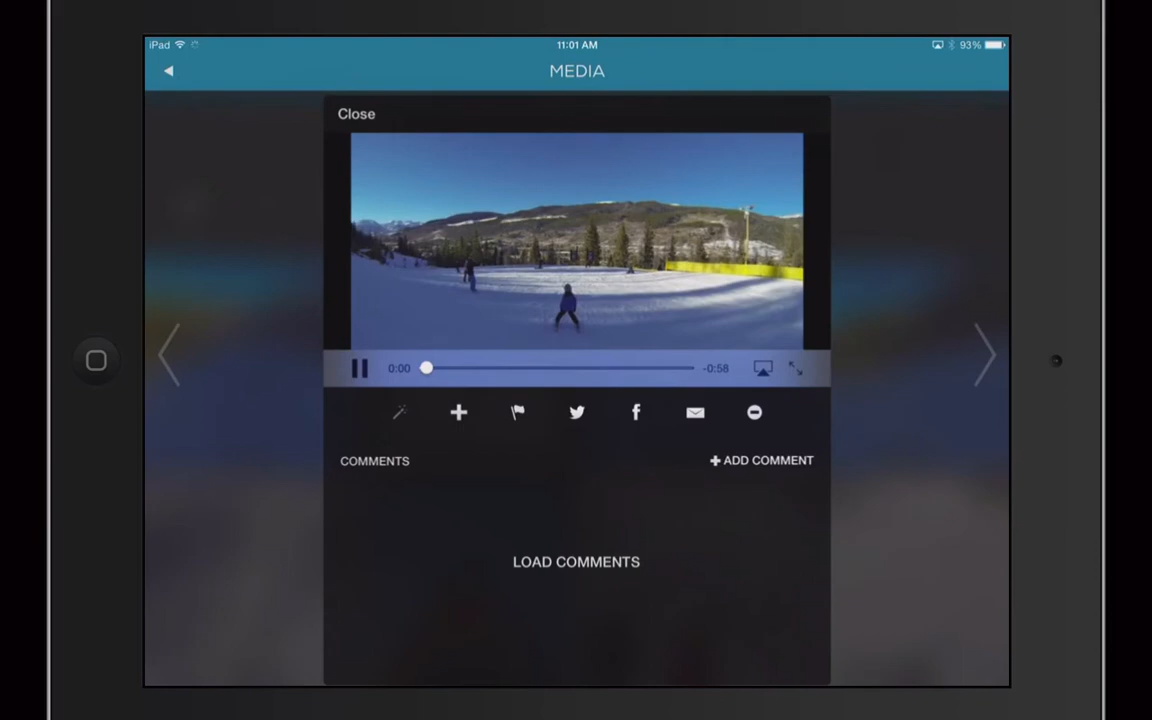 iPad 11:01 AM 93%
MEDIA
Close
0:00 -0:58
COMMENTS ADD COMMENT
LOAD COMMENTS